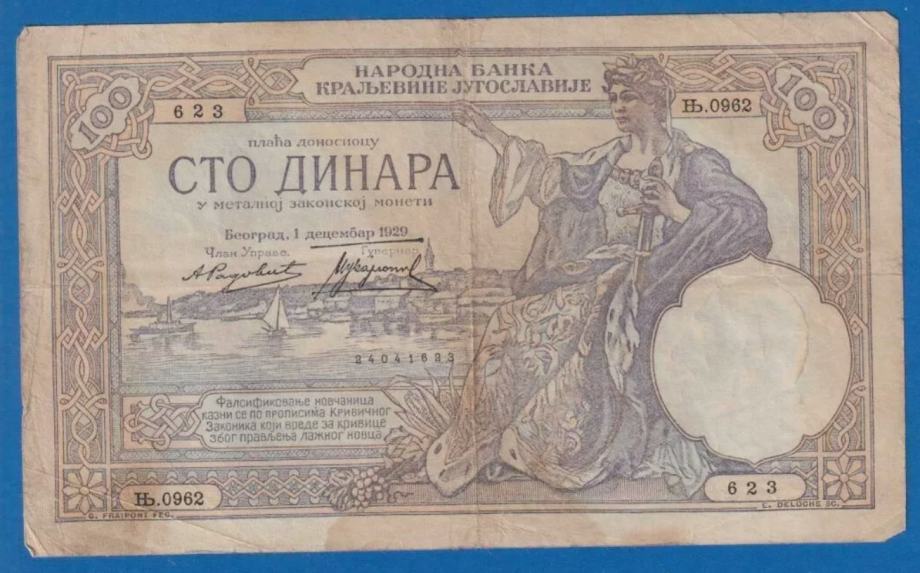 НАРОДНА БАНКА
КРАЉЕВИНЕ ЈУГОСЛАВИЈЕ
100
623
Њ.0962
100
плаћа доносиоцу
СТО ДИНАРА
у металној законској монети
Београд, 1 децембар 1929
Члан Управе. Гувернер
24041623
Фалсификовање новчаница
казни се по прописима Кривичног
Законика који вреде за кривице
због прављења лажног новца
Њ.0962
623
G. FRAIPONT FEC.
E. DELOCHE SC.